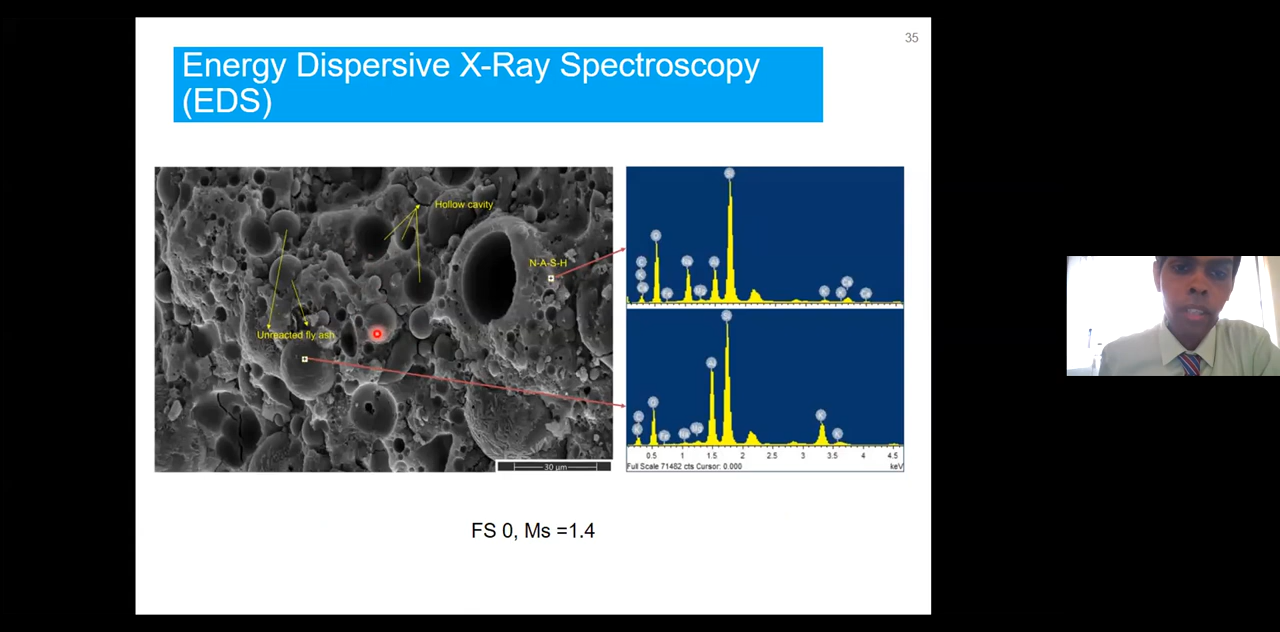 35
Energy Dispersive X-Ray Spectroscopy
(EDS)
Hollow cavity
N-A-S-H
Unreacted fly ash
30 µm
0.5 1 1.5 2 2.5 3 3.5 4 4.5
Full Scale 71482 cts Cursor: 0.000 keV
FS 0, Ms =1.4